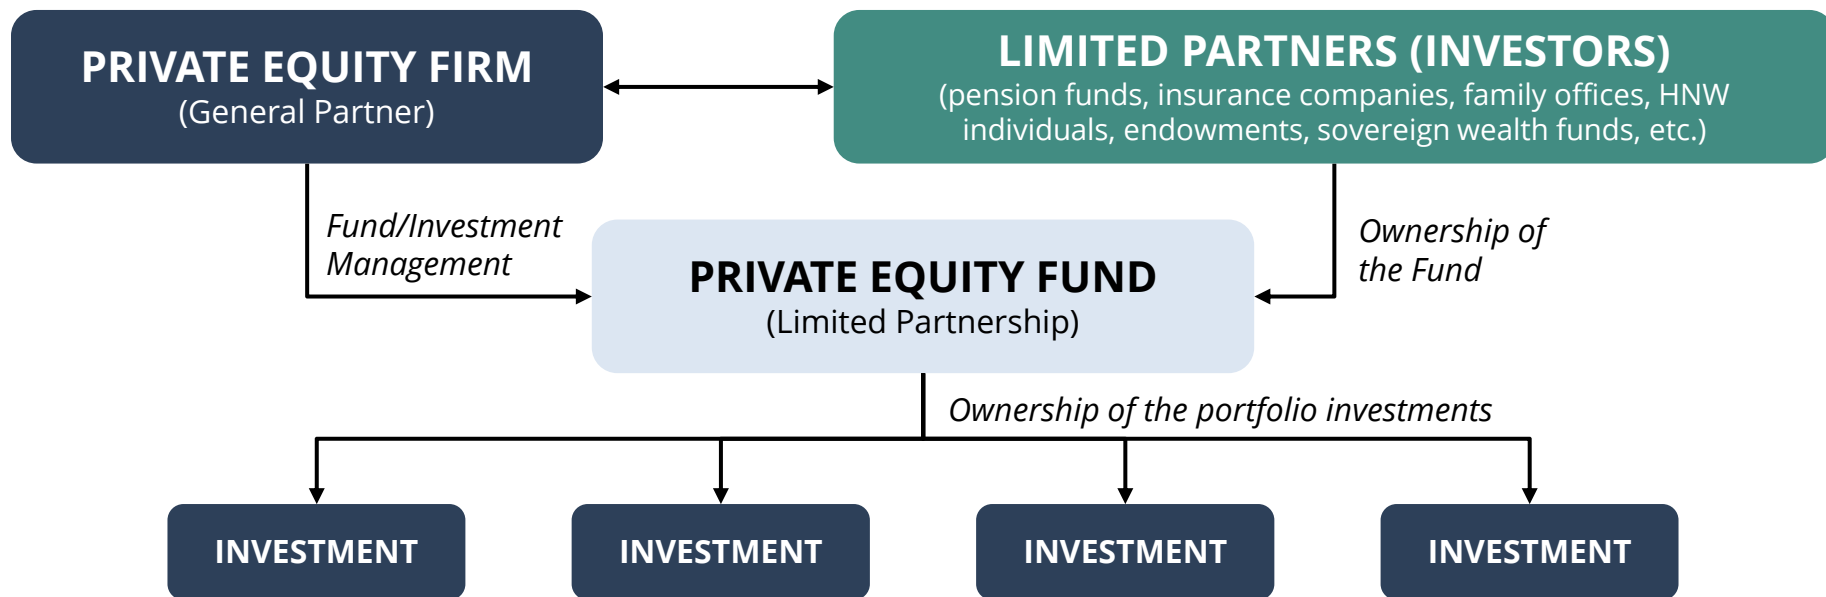 PRIVATE EQUITY FIRM
(General Partner)
LIMITED PARTNERS (INVESTORS)
(pension funds, insurance companies, family offices, HNW
individuals, endowments, sovereign wealth funds, etc.)
Fund/Investment
Management
PRIVATE EQUITY FUND
(Limited Partnership)
Ownership of
the Fund
Ownership of the portfolio investments
INVESTMENT
INVESTMENT
INVESTMENT
INVESTMENT